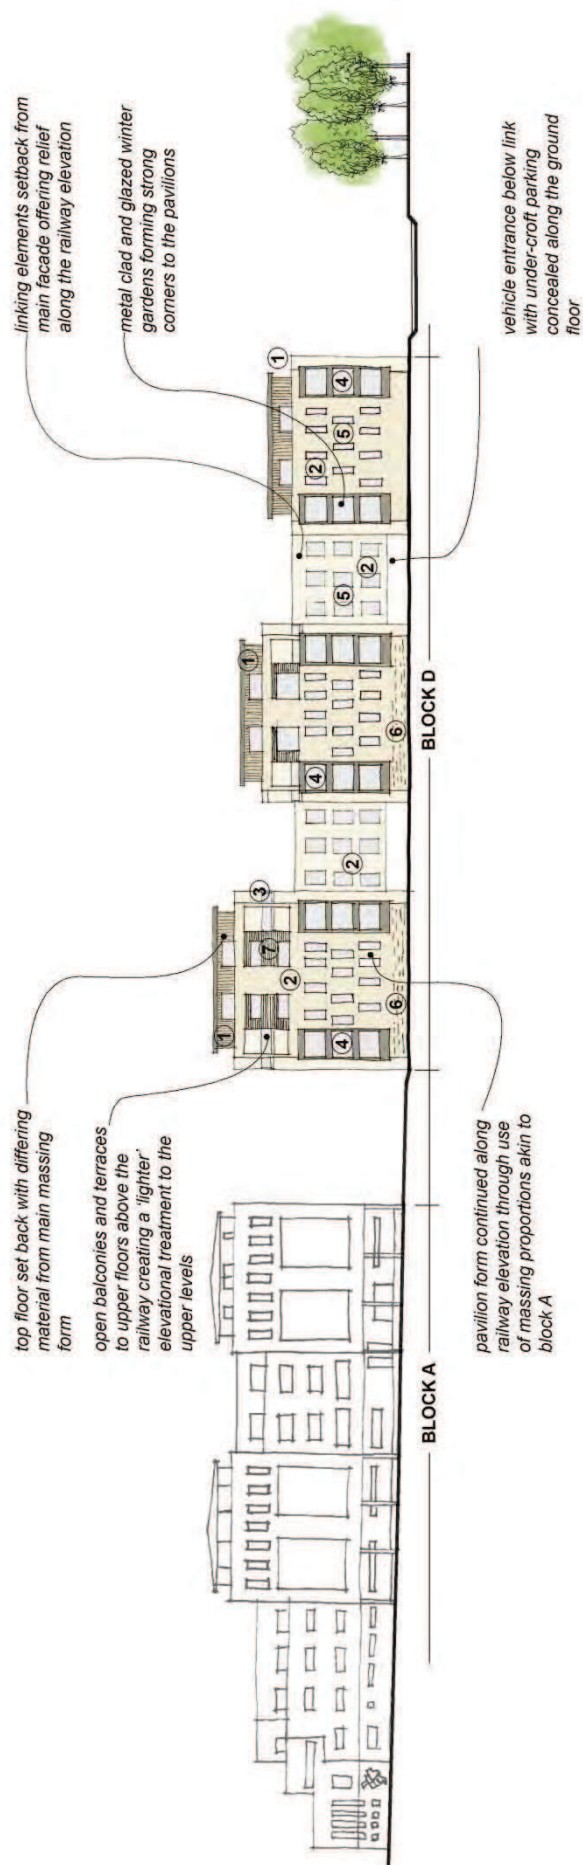 top floor set back with differing
material from main massing
form
open balconies and terraces
to upper floors above the
railway creating a 'lighter'
elevational treatment to the
upper levels
linking elements setback from
main facade offering relief
along the railway elevation
metal clad and glazed winter
gardens forming strong
corners to the pavilions
1
7
3
2
4
6
2
1
4
6
5
2
2
5
4
1
BLOCK A
BLOCK D
pavilion form continued along
railway elevation through use
of massing proportions akin to
block A
vehicle entrance below link
with under-croft parking
concealed along the ground
floor